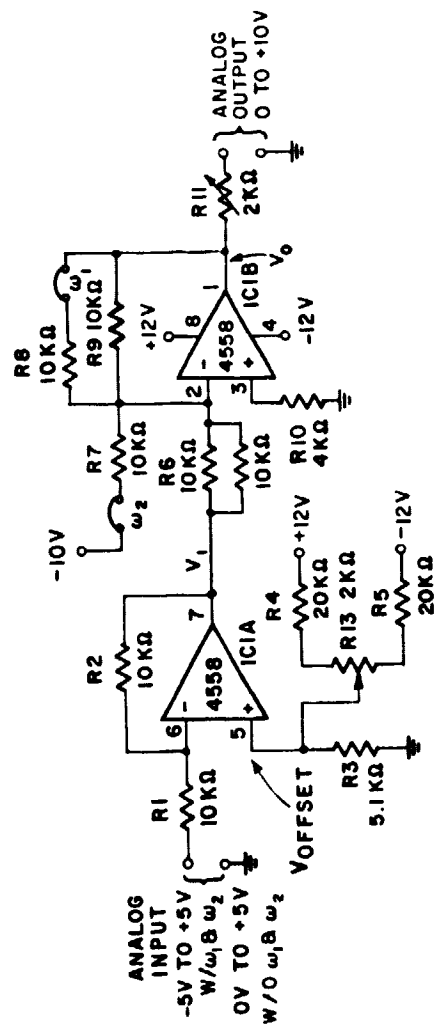 ANALOG
INPUT
-5V TO +5V
W/ω1 & ω2
0V TO +5V
W/O ω1 & ω2
R1
10KΩ
R2
10KΩ
6
5
-
+
4558
7
IC1A
VOFFSET
R3
5.1KΩ
R4
20KΩ
+12V
R13 2KΩ
R5
20KΩ
-12V
V1
-10V
ω2
R7
10KΩ
R6
10KΩ
10KΩ
R8
10KΩ
ω1
R9 10KΩ
+12V
2
3
-
+
4558
8
4
1
IC1B
-12V
R10
4KΩ
VO
R11
2KΩ
ANALOG
OUTPUT
0 TO +10V